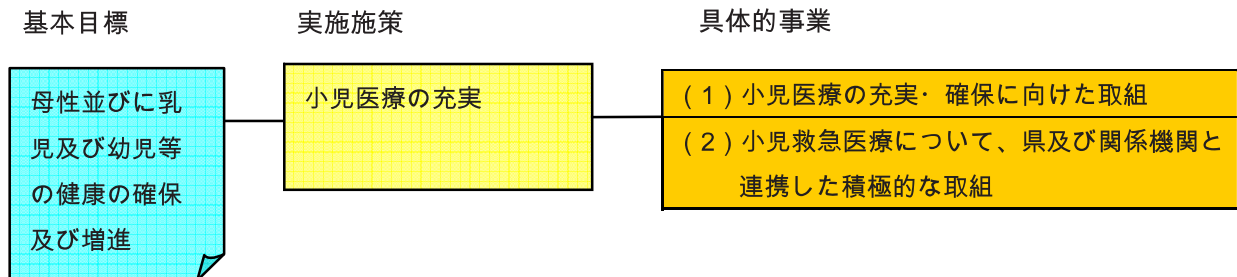 基本目標
実施施策
具体的事業
母性並びに乳
児及び幼児等
の健康の確保
及び増進
小児医療の充実
(1)小児医療の充実・確保に向けた取組
(2)小児救急医療について、県及び関係機関と
連携した積極的な取組